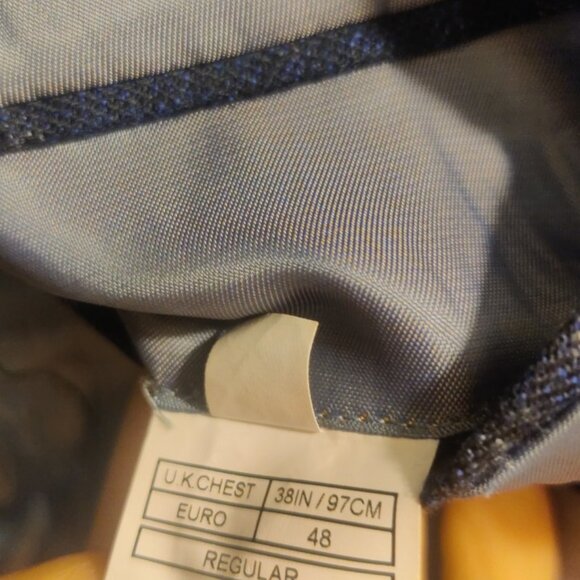 U K.CHEST 38IN / 97CM
EURO 48
REGULAR